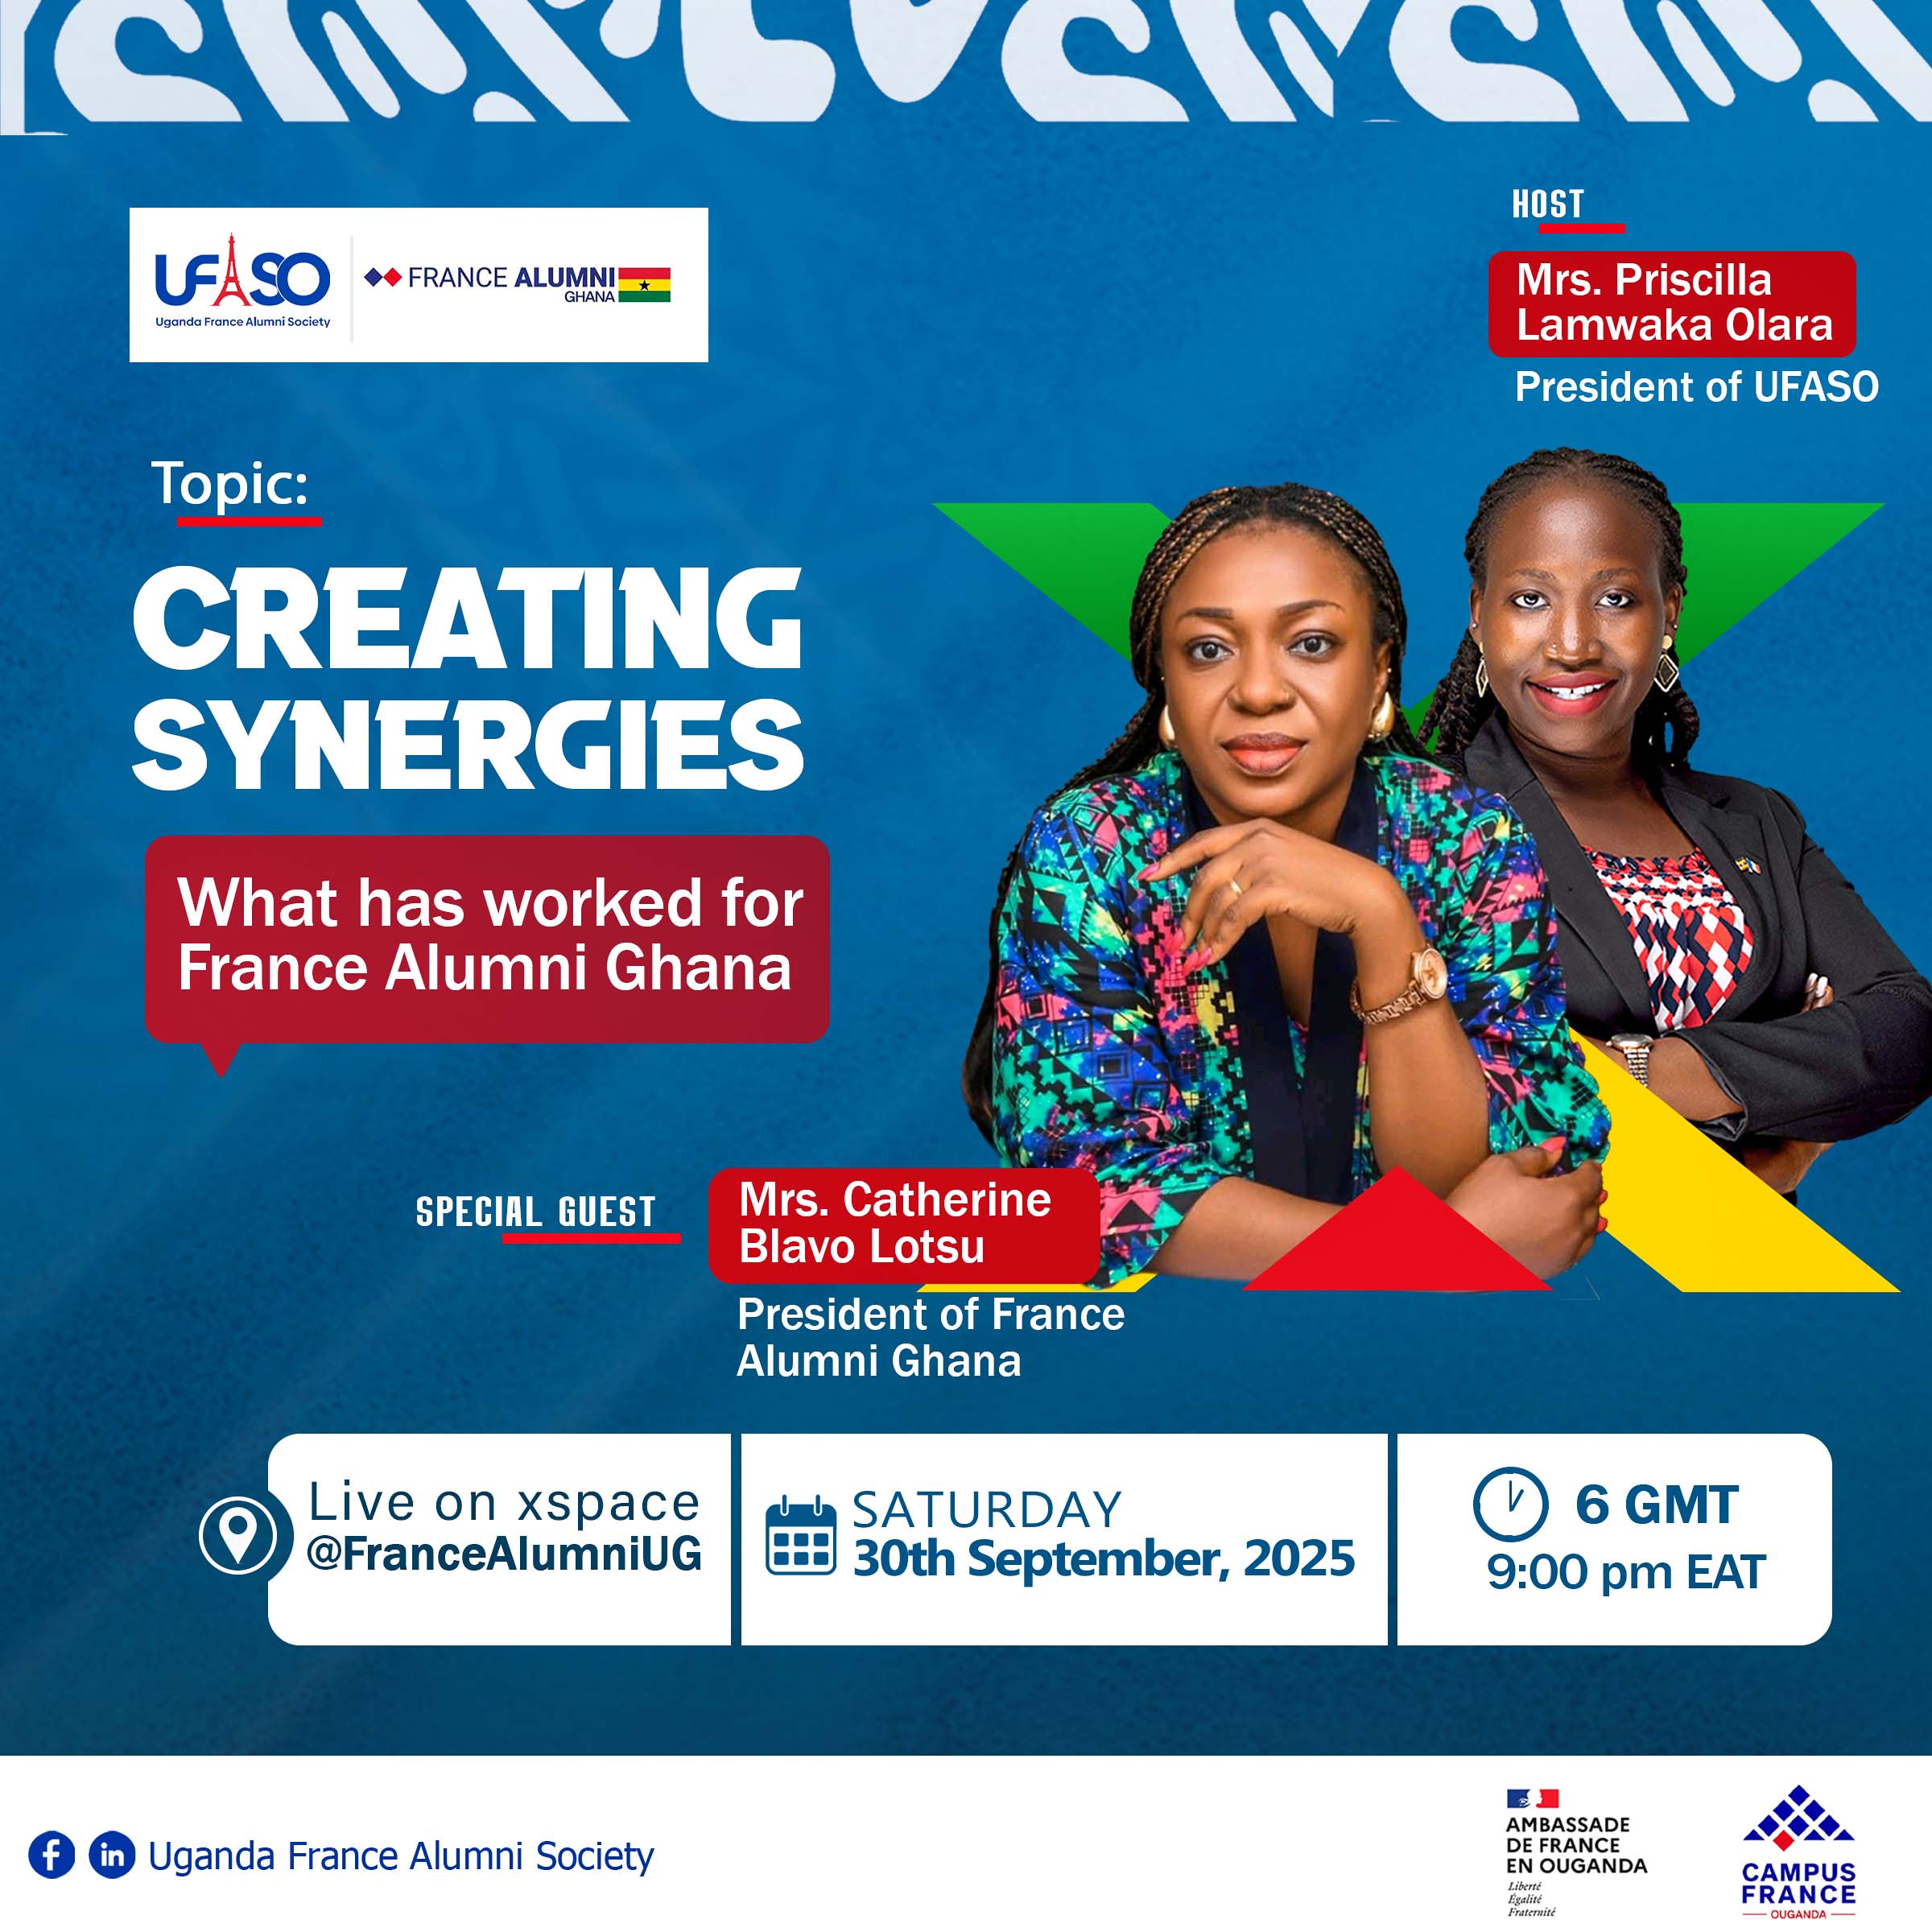 UFASO
Uganda France Alumni Society
FRANCE ALUMNI
GHANA
HOST
Mrs. Priscilla
Lamwaka Olara
President of UFASO
Topic:
CREATING
SYNERGIES
What has worked for
France Alumni Ghana
SPECIAL GUEST
Mrs. Catherine
Blavo Lotsu
President of France
Alumni Ghana
Live on xspace
@FranceAlumniUG
SATURDAY
30th September, 2025
6 GMT
9:00 pm EAT
Uganda France Alumni Society
AMBASSADE
DE FRANCE
EN OUGANDA
Liberté
Égalité
Fraternité
CAMPUS
FRANCE
OUGANDA